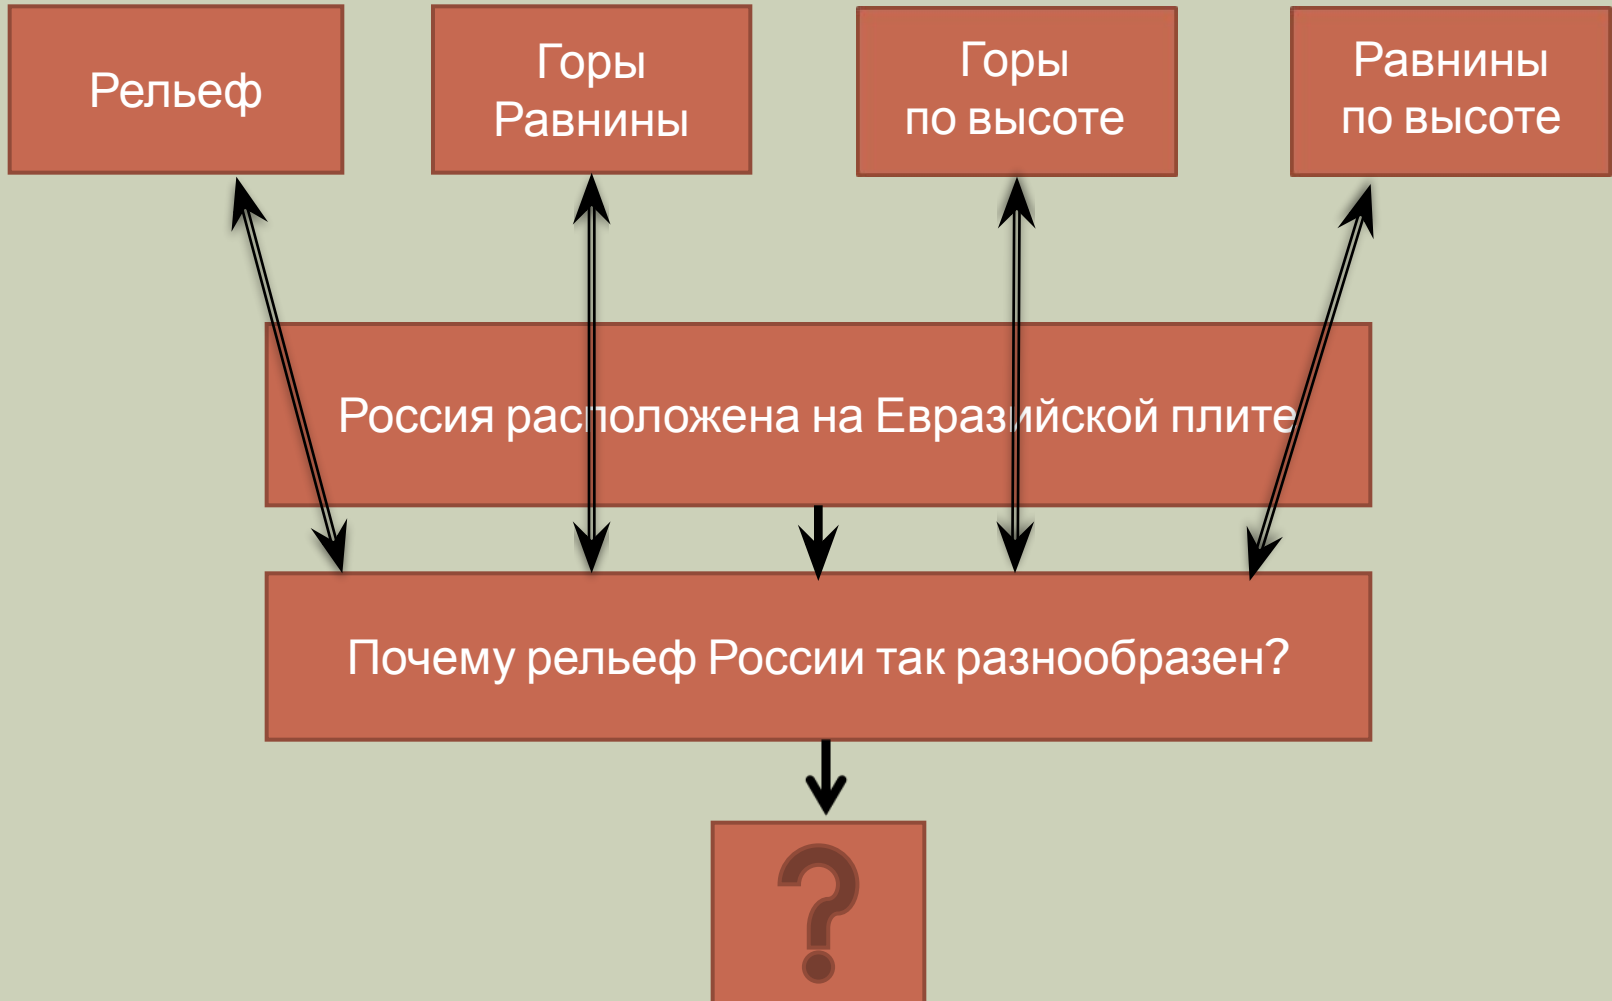 Рельеф
Горы
Равнины
Горы
по высоте
Равнины
по высоте
Россия расположена на Евразийской плите
Почему рельеф России так разнообразен?
?